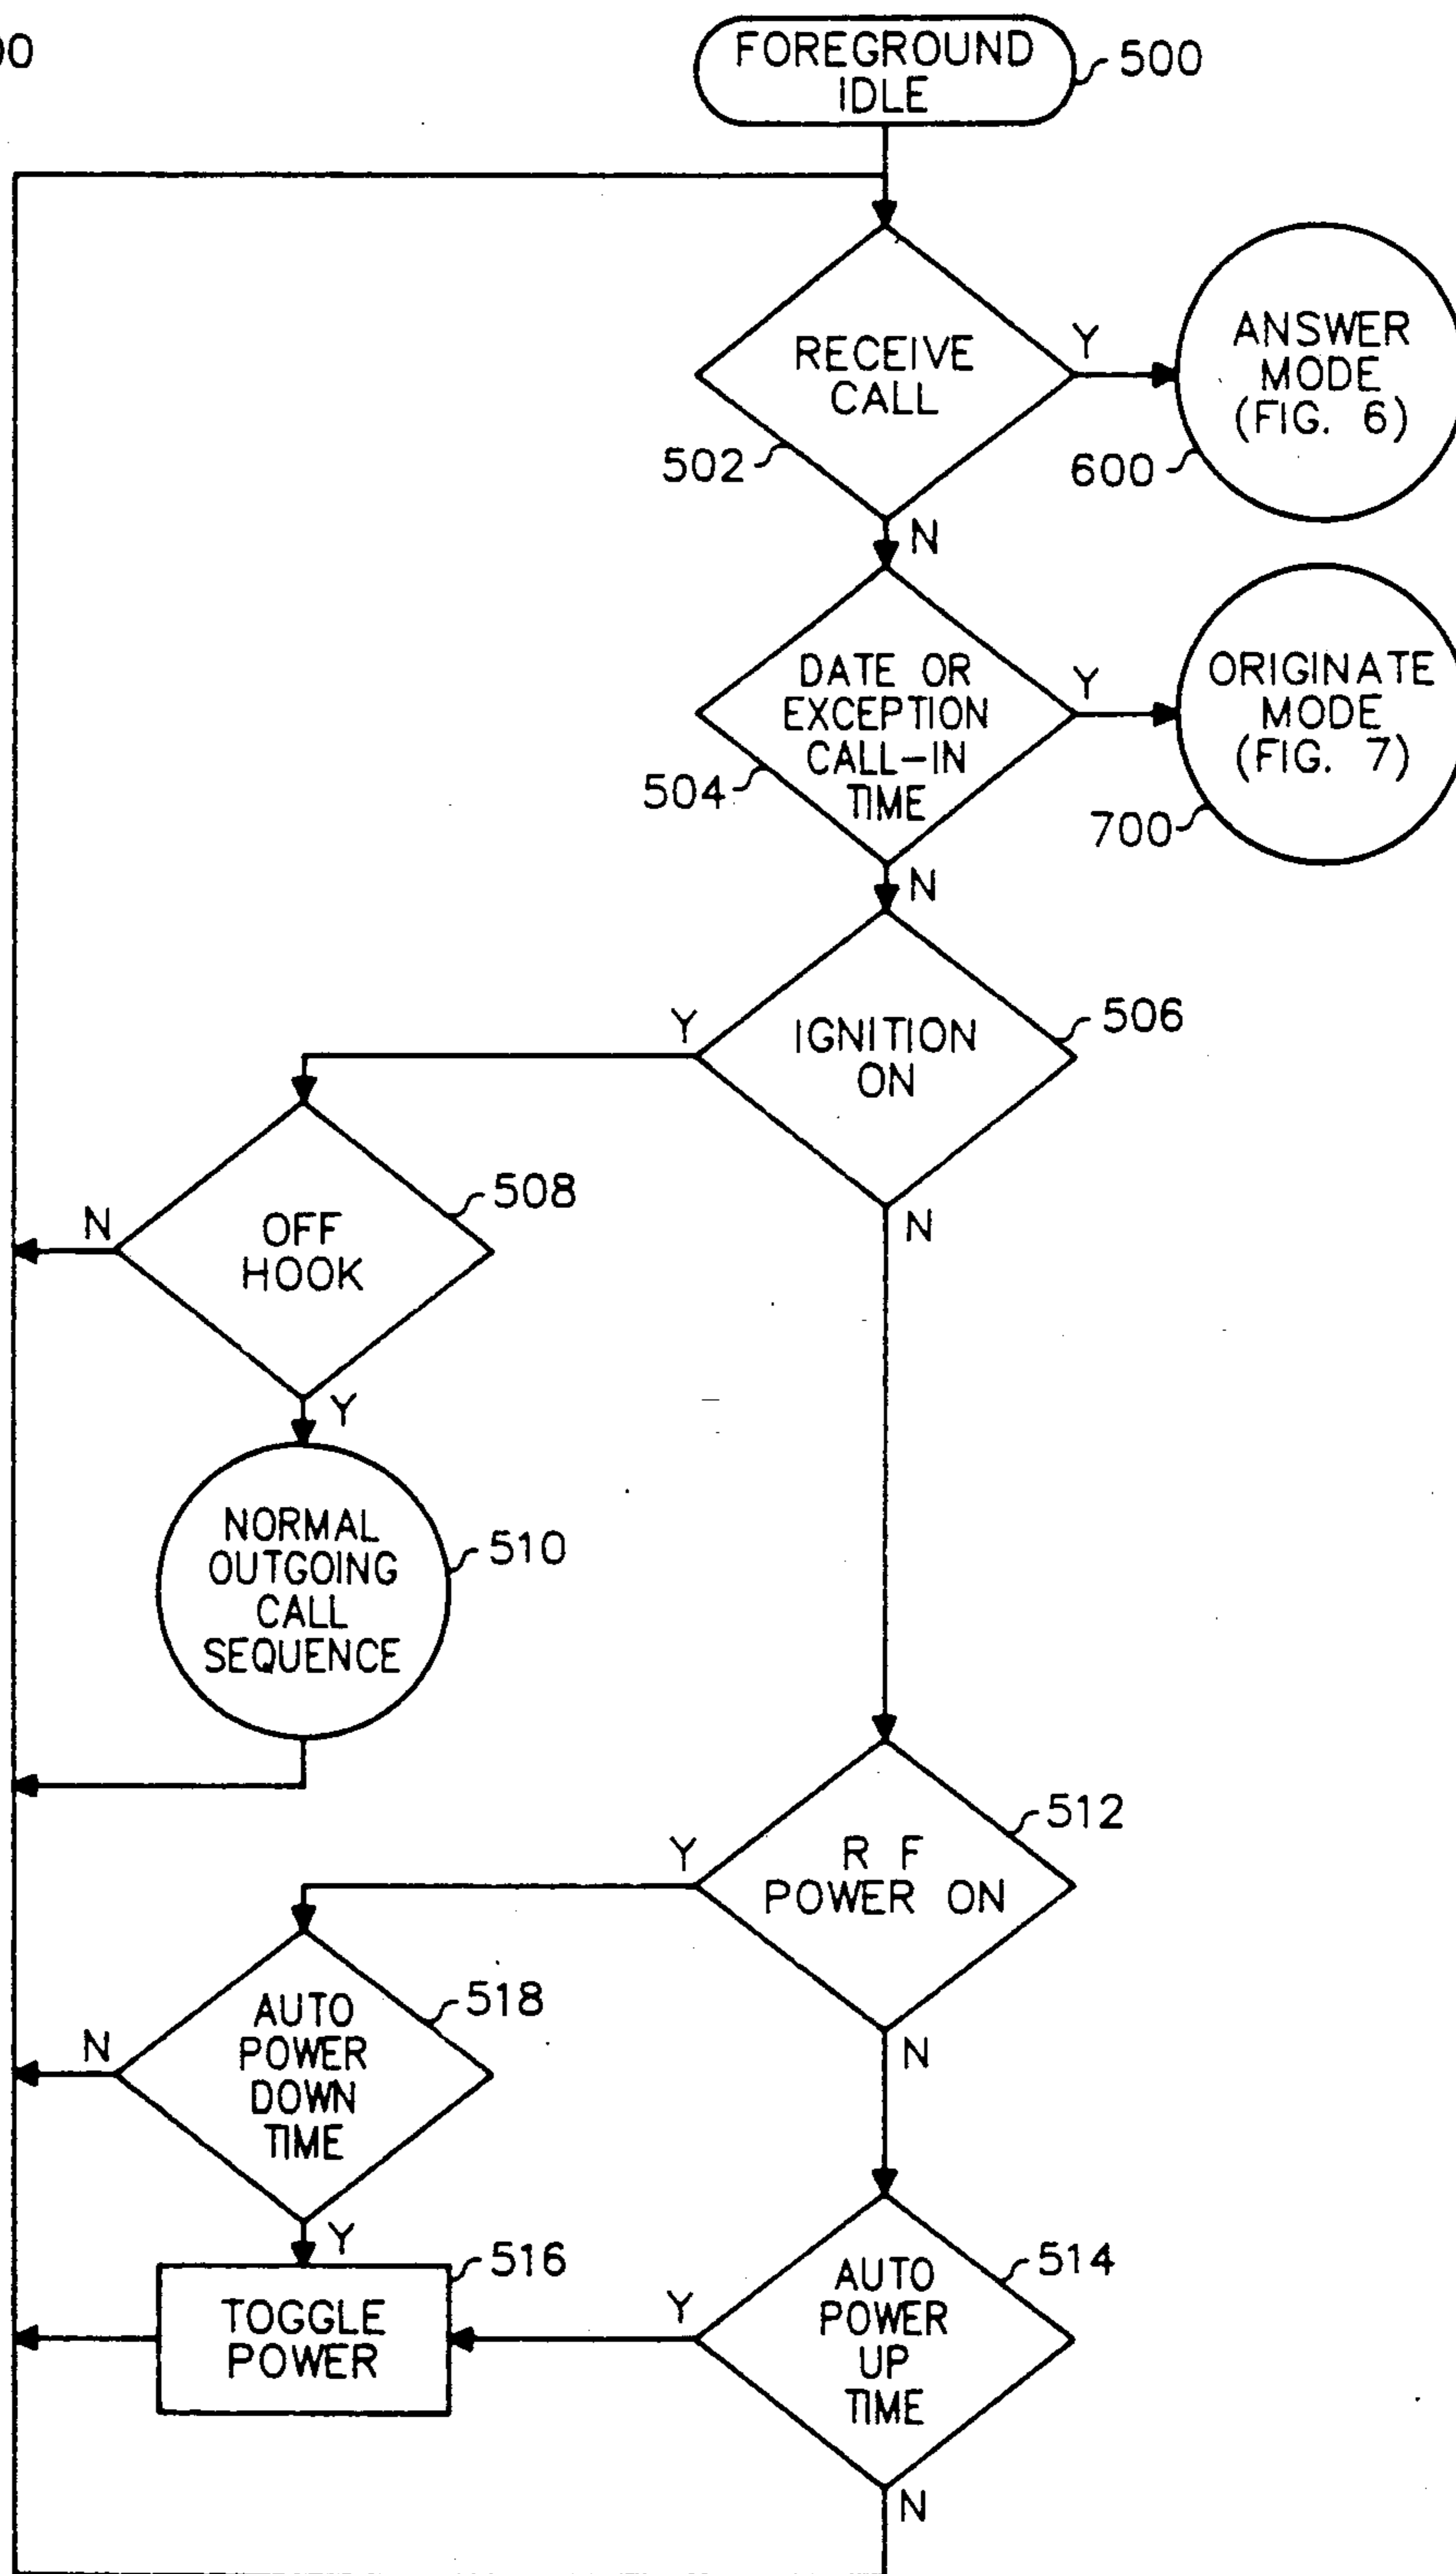 00
FOREGROUND
IDLE
500
RECEIVE
CALL
Y
ANSWER
MODE
(FIG. 6)
502
600
N
DATE OR
EXCEPTION
CALL-IN
TIME
Y
ORIGINATE
MODE
(FIG. 7)
504
700
N
IGNITION
ON
Y
506
N
OFF
HOOK
508
N
Y
NORMAL
OUTGOING
CALL
SEQUENCE
510
R F
POWER ON
Y
512
N
AUTO
POWER
DOWN
TIME
518
N
Y
TOGGLE
POWER
516
AUTO
POWER
UP
TIME
Y
514
N